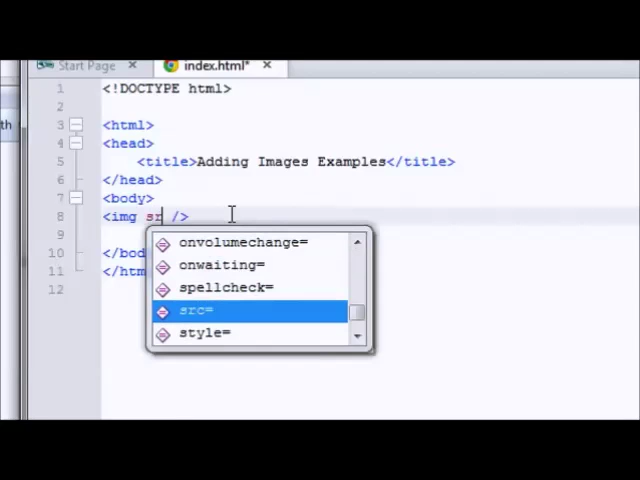 Start Page
index.html*
th
1 <!DOCTYPE html>
2
3 <html>
4 <head>
5 <title>Adding Images Examples</title>
6 </head>
7 <body>
8 <img sr />
9
10 </bod
11 </htm
12
onvolumechange=
onwaiting=
spellcheck=
src=
style=